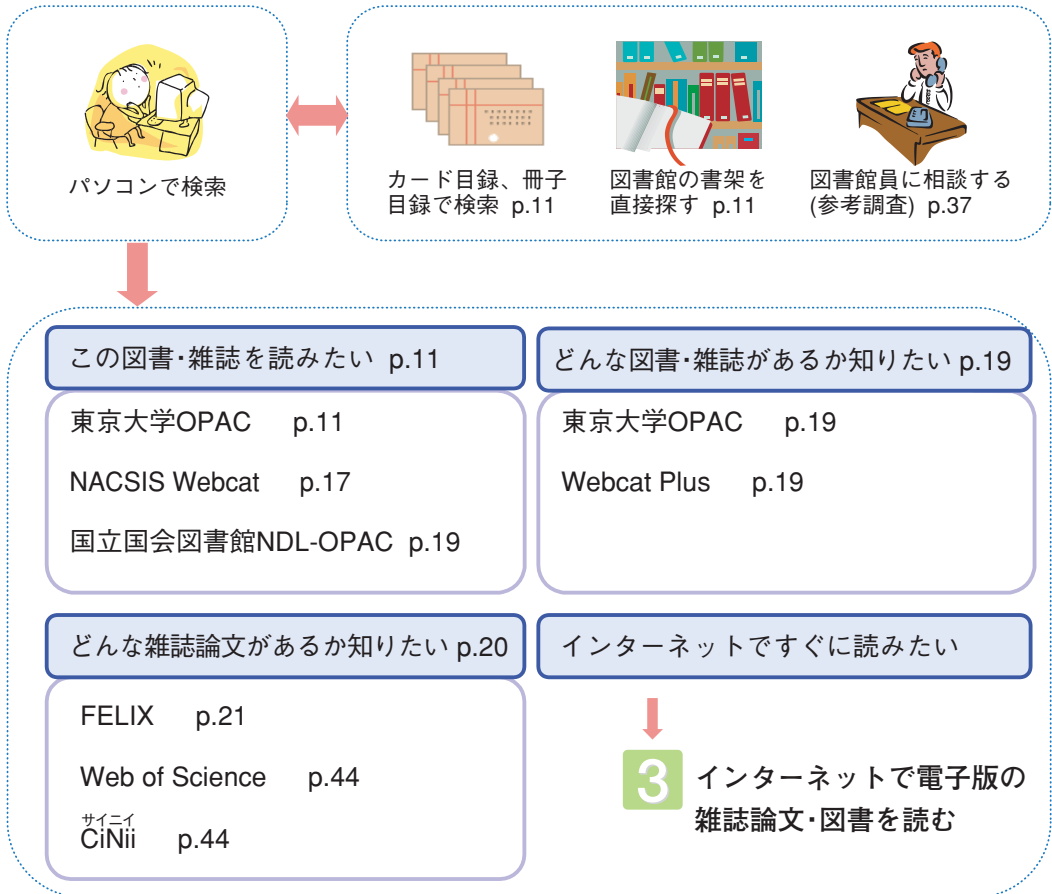 パソコンで検索
カード目録、冊子
目録で検索 p.11
図書館の書架を
直接探す p.11
図書館員に相談する
(参考調査) p.37
この図書・雑誌を読みたい p.11
東京大学OPAC p.11
NACSIS Webcat p.17
国立国会図書館NDL-OPAC p.19
どんな図書・雑誌があるか知りたい p.19
東京大学OPAC p.19
Webcat Plus p.19
どんな雑誌論文があるか知りたい p.20
FELIX p.21
Web of Science p.44
サイニイ
CiNii p.44
インターネットですぐに読みたい
3 インターネットで電子版の
雑誌論文・図書を読む